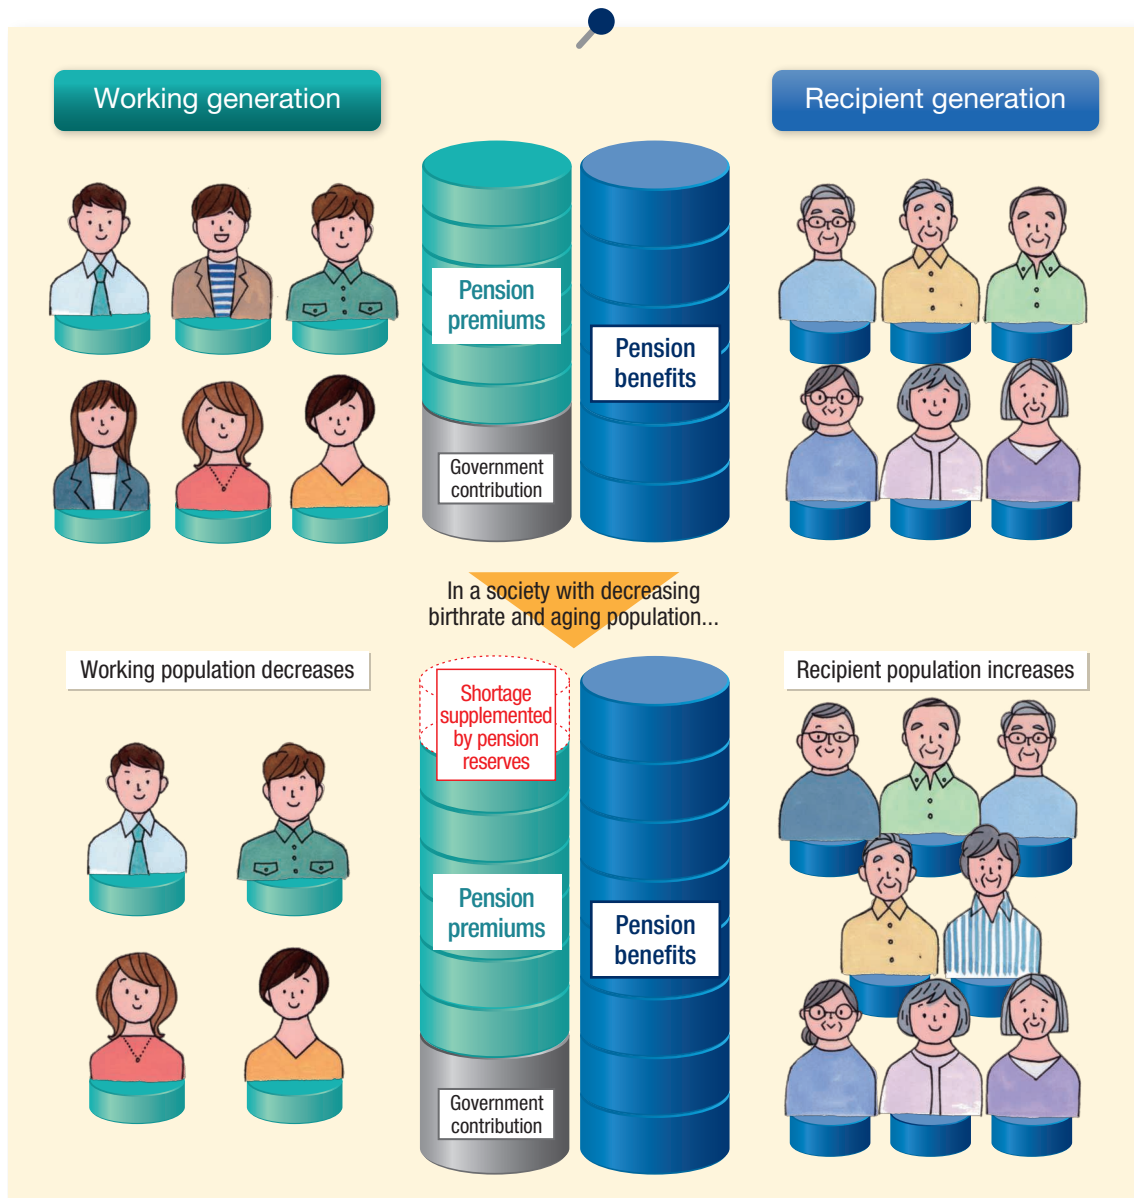 Working generation
Recipient generation
Pension
premiums
Pension
benefits
Government
contribution
In a society with decreasing
birthrate and aging population...
Working population decreases
Recipient population increases
Shortage
supplemented
by pension
reserves
Pension
premiums
Pension
benefits
Government
contribution